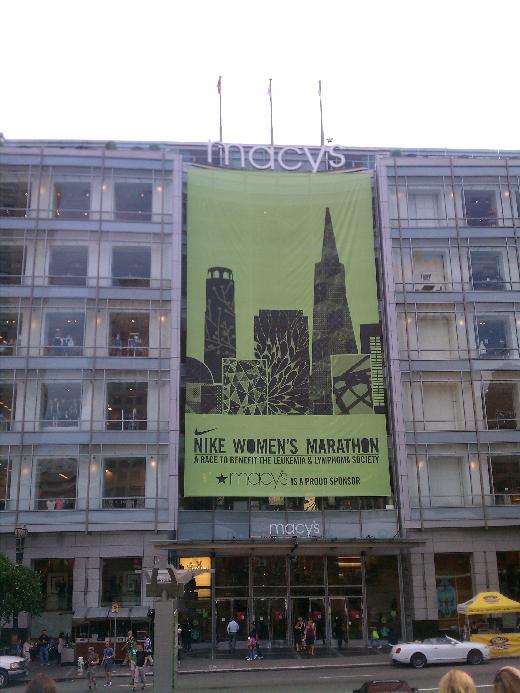 macy's
NIKE WOMEN'S MARATHON
A RACE TO BENEFIT THE LEUKEMIA & LYMPHOMA SOCIETY
macy's IS A PROUD SPONSOR
macy's